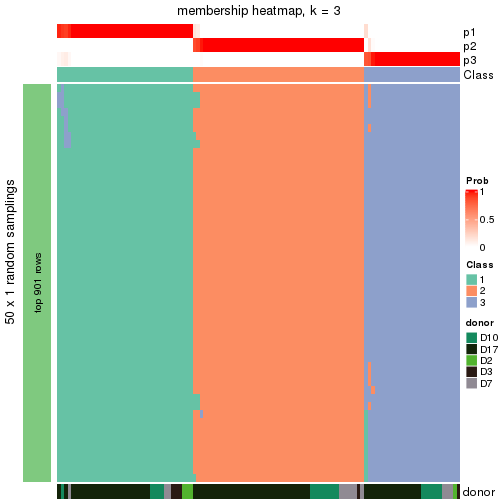 membership heatmap, k = 3
p1
p2
p3
Class
50 x 1 random samplings
top 901 rows
Prob
1
0.5
0
Class
1
2
3
donor
D10
D17
D2
D3
D7
donor